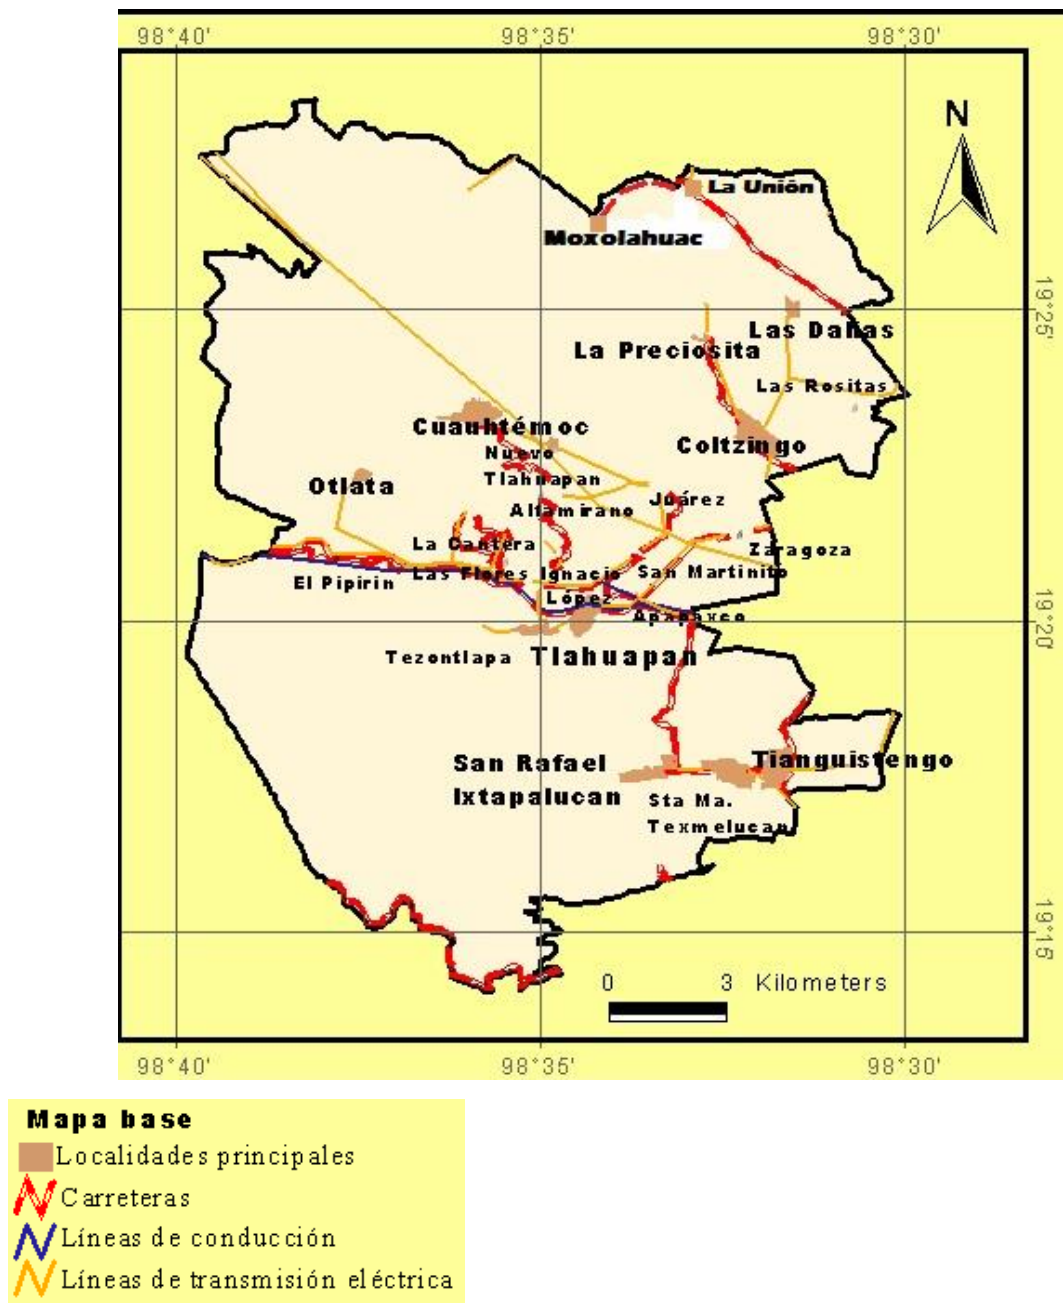 98°40' 98°35' 98°30'
N
La Unión
Moxolahuac
19°25'
Las Dañas
La Preciosita
Las Rositas
Cuauhtémoc
Coltzingo
Nuevo
Tlahuapan
Otlata
Juárez
Altamirano
La Cantera
Zaragoza
El Pipirin
Las Flores
Ignacio
López
San Martinito
19°20'
Apapaxco
Tezontlapa
Tlahuapan
San Rafael
Ixtapalucan
Tianguistengo
Sta Ma.
Texmelucan
19°15'
0 3 Kilometers
98°40' 98°35' 98°30'
Mapa base
Localidades principales
Carreteras
Líneas de conducción
Líneas de transmisión eléctrica